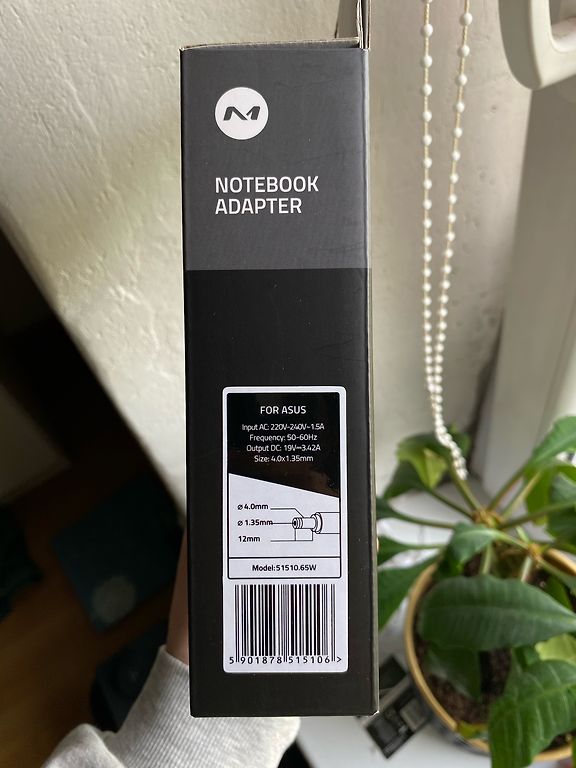 NOTEBOOK
ADAPTER
FOR ASUS
Input AC: 220V-240V~1.5A
Frequency: 50-60Hz
Output DC: 19V⎓3.42A
Size: 4.0x1.35mm
⌀ 4.0mm
⌀ 1.35mm
12mm
Model:51510.65W
5 901878 515106 >